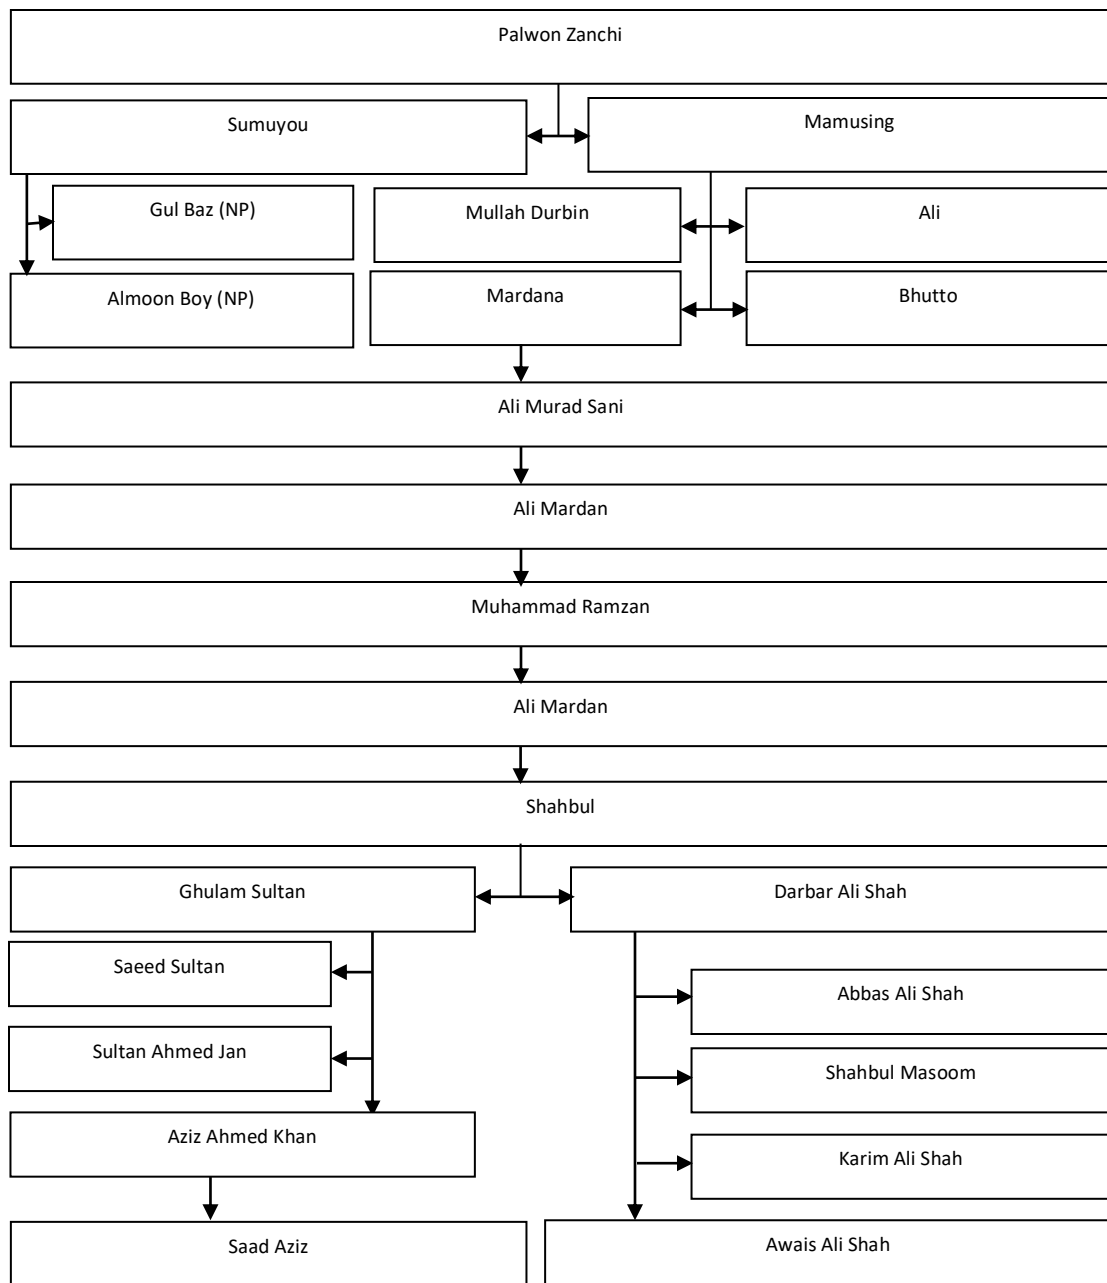 Palwon Zanchi
Sumuyou
Mamusing
Gul Baz (NP)
Mullah Durbin
Ali
Almoon Boy (NP)
Mardana
Bhutto
Ali Murad Sani
Ali Mardan
Muhammad Ramzan
Ali Mardan
Shahbul
Ghulam Sultan
Darbar Ali Shah
Saeed Sultan
Abbas Ali Shah
Sultan Ahmed Jan
Shahbul Masoom
Aziz Ahmed Khan
Karim Ali Shah
Saad Aziz
Awais Ali Shah